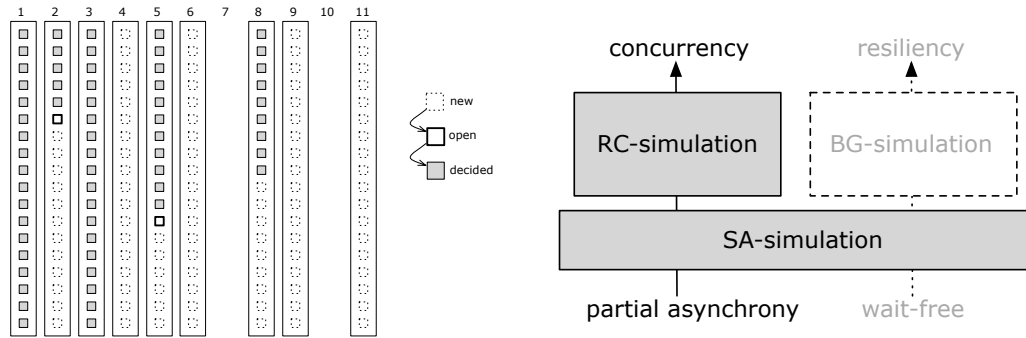 1 2 3 4 5 6 7 8 9 10 11
new
open
decided
concurrency resiliency
RC-simulation BG-simulation
SA-simulation
partial asynchrony wait-free